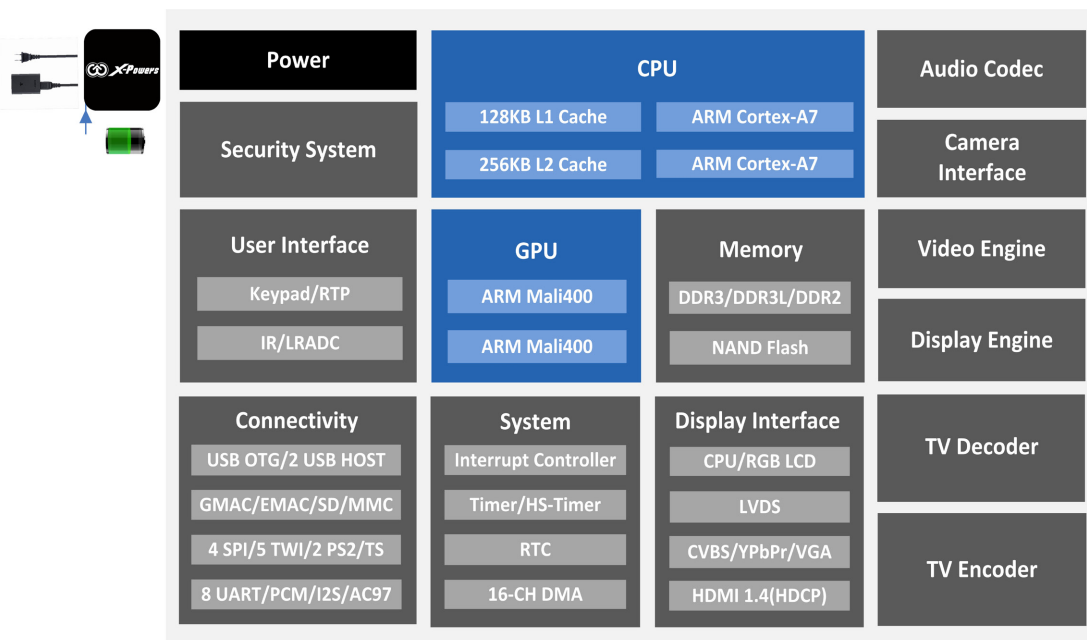 X-Powers
Power
Security System
CPU
128KB L1 Cache
ARM Cortex-A7
256KB L2 Cache
ARM Cortex-A7
Audio Codec
Camera
Interface
User Interface
Keypad/RTP
IR/LRADC
GPU
ARM Mali400
ARM Mali400
Memory
DDR3/DDR3L/DDR2
NAND Flash
Video Engine
Display Engine
Connectivity
USB OTG/2 USB HOST
GMAC/EMAC/SD/MMC
4 SPI/5 TWI/2 PS2/TS
8 UART/PCM/I2S/AC97
System
Interrupt Controller
Timer/HS-Timer
RTC
16-CH DMA
Display Interface
CPU/RGB LCD
LVDS
CVBS/YPbPr/VGA
HDMI 1.4(HDCP)
TV Decoder
TV Encoder